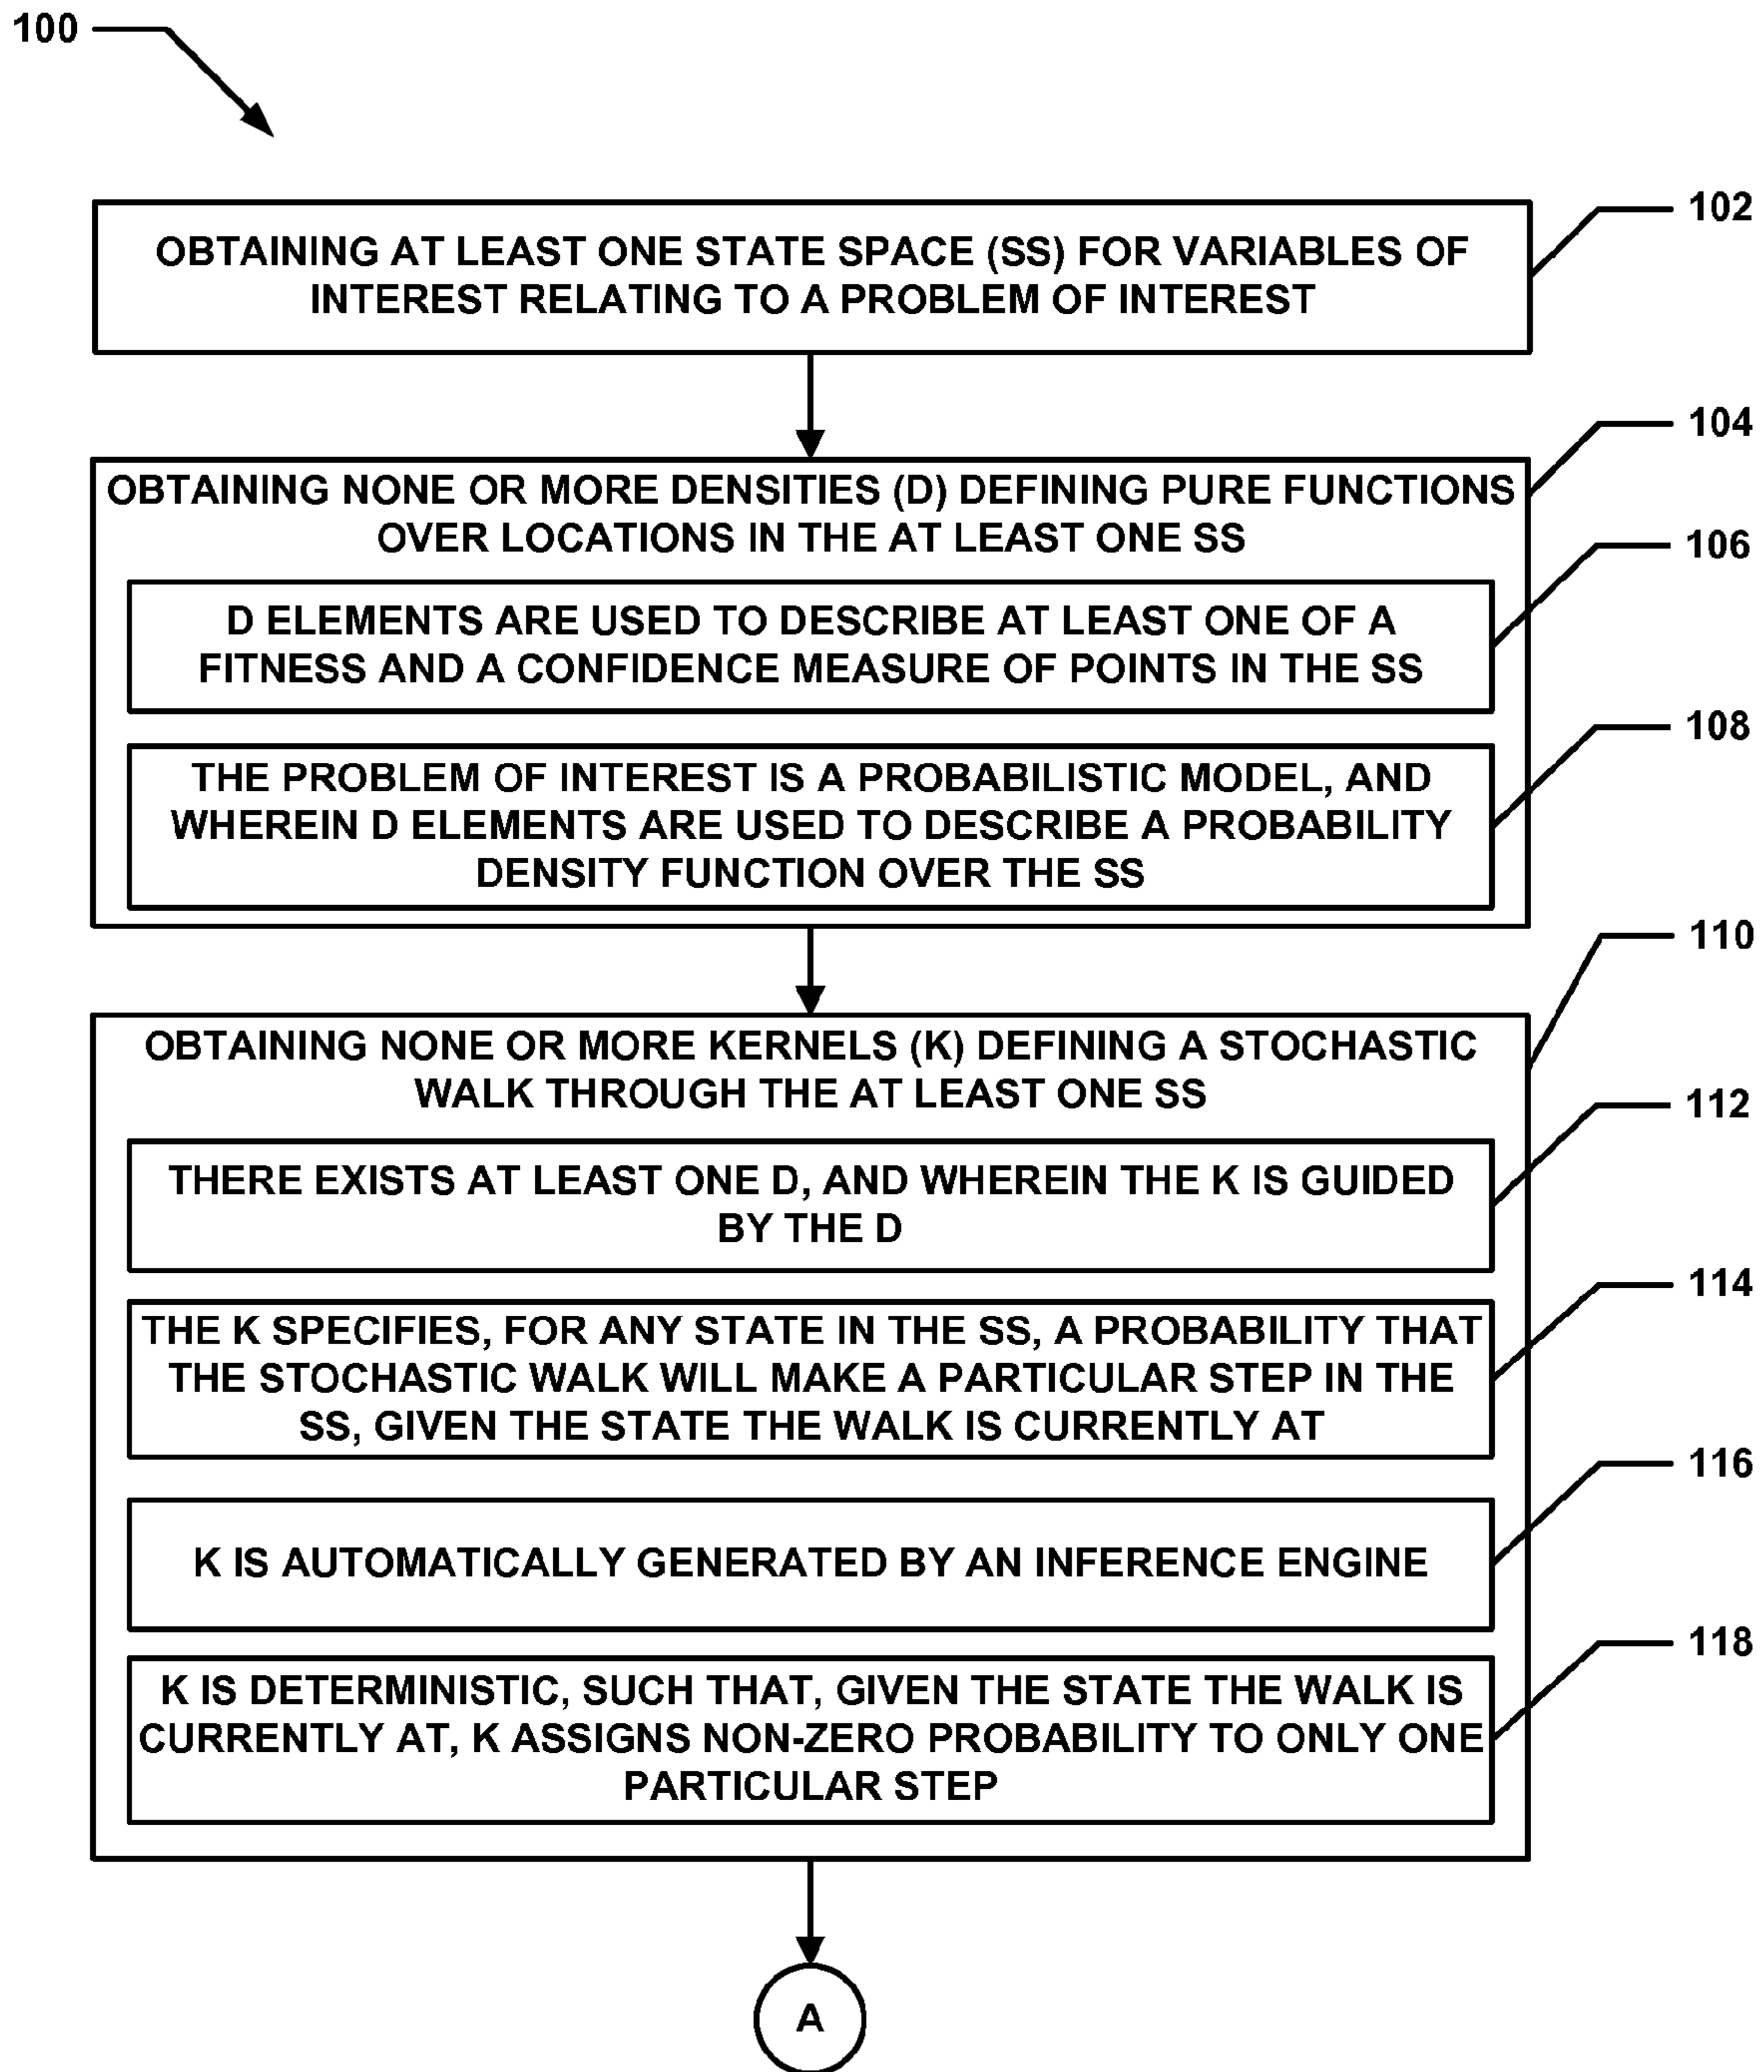 100
102
OBTAINING AT LEAST ONE STATE SPACE (SS) FOR VARIABLES OF
INTEREST RELATING TO A PROBLEM OF INTEREST
104
OBTAINING NONE OR MORE DENSITIES (D) DEFINING PURE FUNCTIONS
OVER LOCATIONS IN THE AT LEAST ONE SS
106
D ELEMENTS ARE USED TO DESCRIBE AT LEAST ONE OF A
FITNESS AND A CONFIDENCE MEASURE OF POINTS IN THE SS
108
THE PROBLEM OF INTEREST IS A PROBABILISTIC MODEL, AND
WHEREIN D ELEMENTS ARE USED TO DESCRIBE A PROBABILITY
DENSITY FUNCTION OVER THE SS
110
OBTAINING NONE OR MORE KERNELS (K) DEFINING A STOCHASTIC
WALK THROUGH THE AT LEAST ONE SS
112
THERE EXISTS AT LEAST ONE D, AND WHEREIN THE K IS GUIDED
BY THE D
114
THE K SPECIFIES, FOR ANY STATE IN THE SS, A PROBABILITY THAT
THE STOCHASTIC WALK WILL MAKE A PARTICULAR STEP IN THE
SS, GIVEN THE STATE THE WALK IS CURRENTLY AT
116
K IS AUTOMATICALLY GENERATED BY AN INFERENCE ENGINE
118
K IS DETERMINISTIC, SUCH THAT, GIVEN THE STATE THE WALK IS
CURRENTLY AT, K ASSIGNS NON-ZERO PROBABILITY TO ONLY ONE
PARTICULAR STEP
A